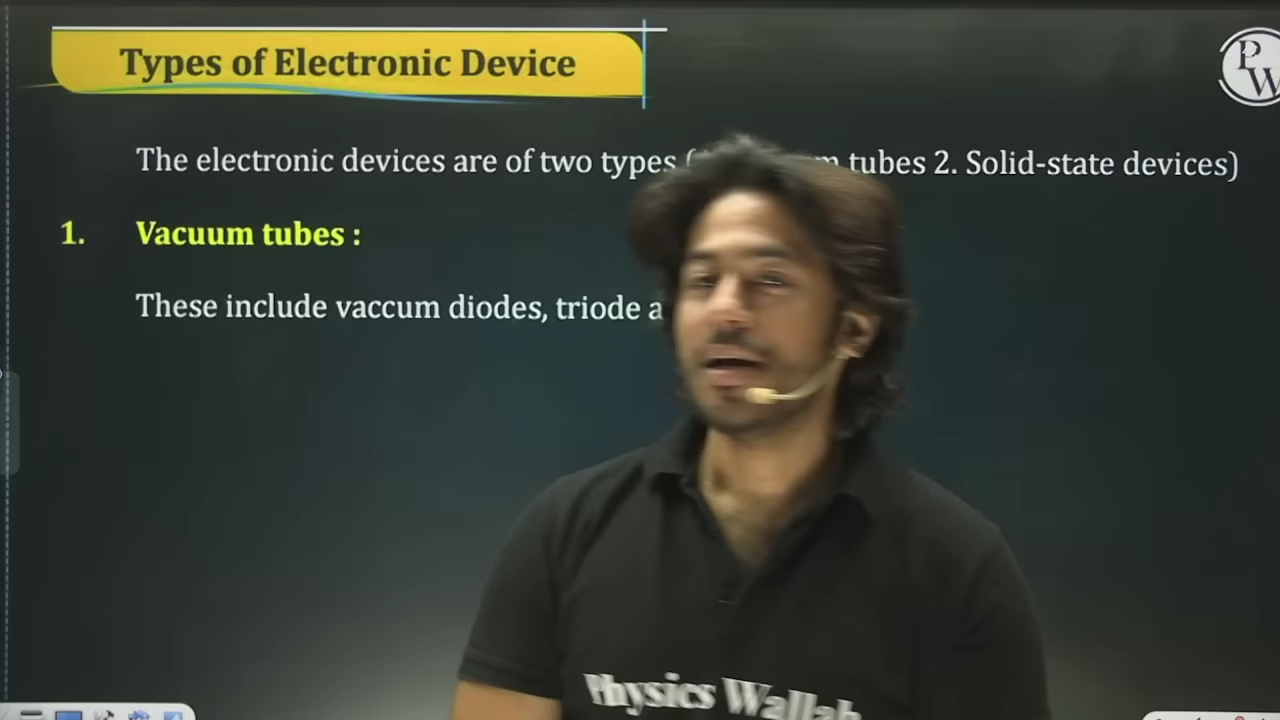 Types of Electronic Device
PW
The electronic devices are of two types ( tubes 2. Solid-state devices)
1. Vacuum tubes :
These include vaccum diodes, triode a
Physics Wallah